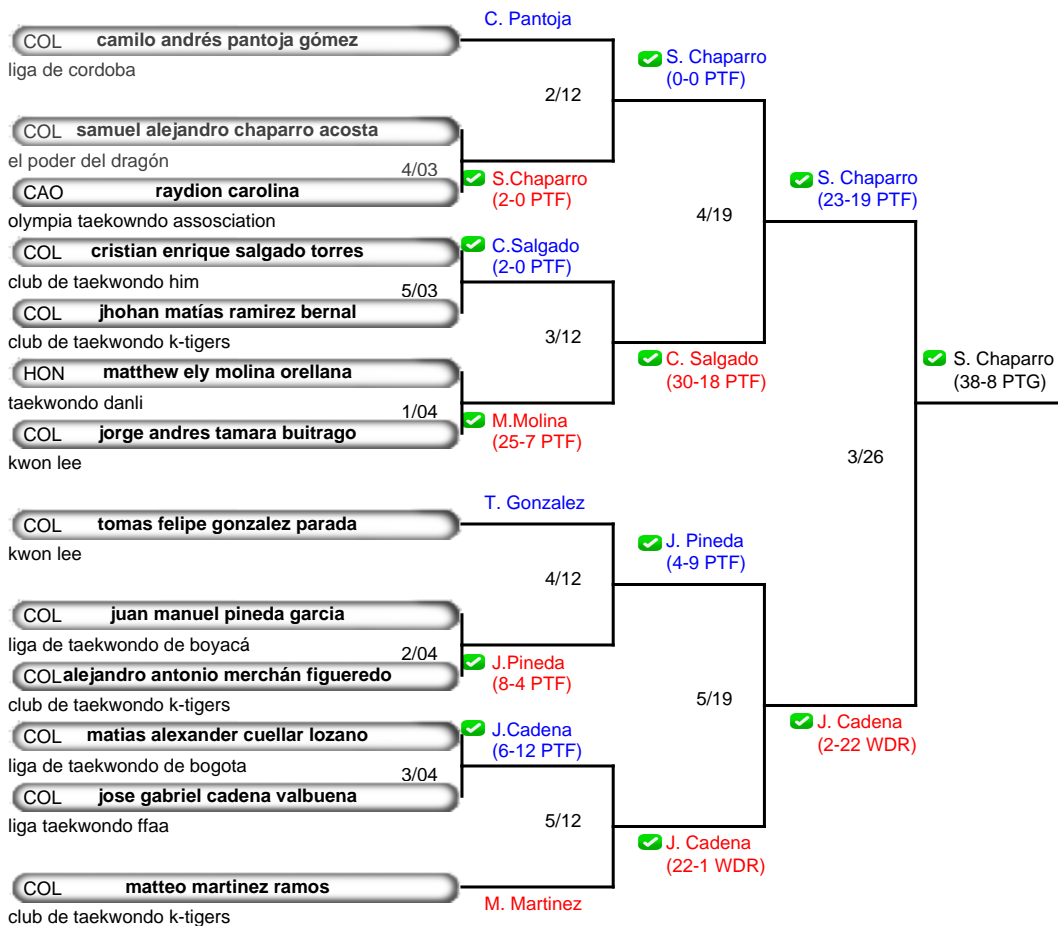 C. Pantoja
COL camilo andrés pantoja gómez
liga de cordoba
S. Chaparro
(0-0 PTF)
2/12
COL samuel alejandro chaparro acosta
el poder del dragón
4/03
CAO raydion carolina
S.Chaparro
(2-0 PTF)
olympia taekowndo assosciation
S. Chaparro
(23-19 PTF)
4/19
COL cristian enrique salgado torres
C.Salgado
(2-0 PTF)
club de taekwondo him
5/03
COL jhohan matías ramirez bernal
club de taekwondo k-tigers
3/12
HON matthew ely molina orellana
C. Salgado
(30-18 PTF)
S. Chaparro
(38-8 PTG)
taekwondo danli
1/04
COL jorge andres tamara buitrago
M.Molina
(25-7 PTF)
kwon lee
3/26
T. Gonzalez
COL tomas felipe gonzalez parada
kwon lee
J. Pineda
(4-9 PTF)
4/12
COL juan manuel pineda garcia
liga de taekwondo de boyacá
2/04
COL alejandro antonio merchán figueredo
J.Pineda
(8-4 PTF)
club de taekwondo k-tigers
5/19
COL matias alexander cuellar lozano
J.Cadena
(6-12 PTF)
J. Cadena
(2-22 WDR)
liga de taekwondo de bogota
3/04
COL jose gabriel cadena valbuena
liga taekwondo ffaa
5/12
J. Cadena
(22-1 WDR)
COL matteo martinez ramos
M. Martinez
club de taekwondo k-tigers